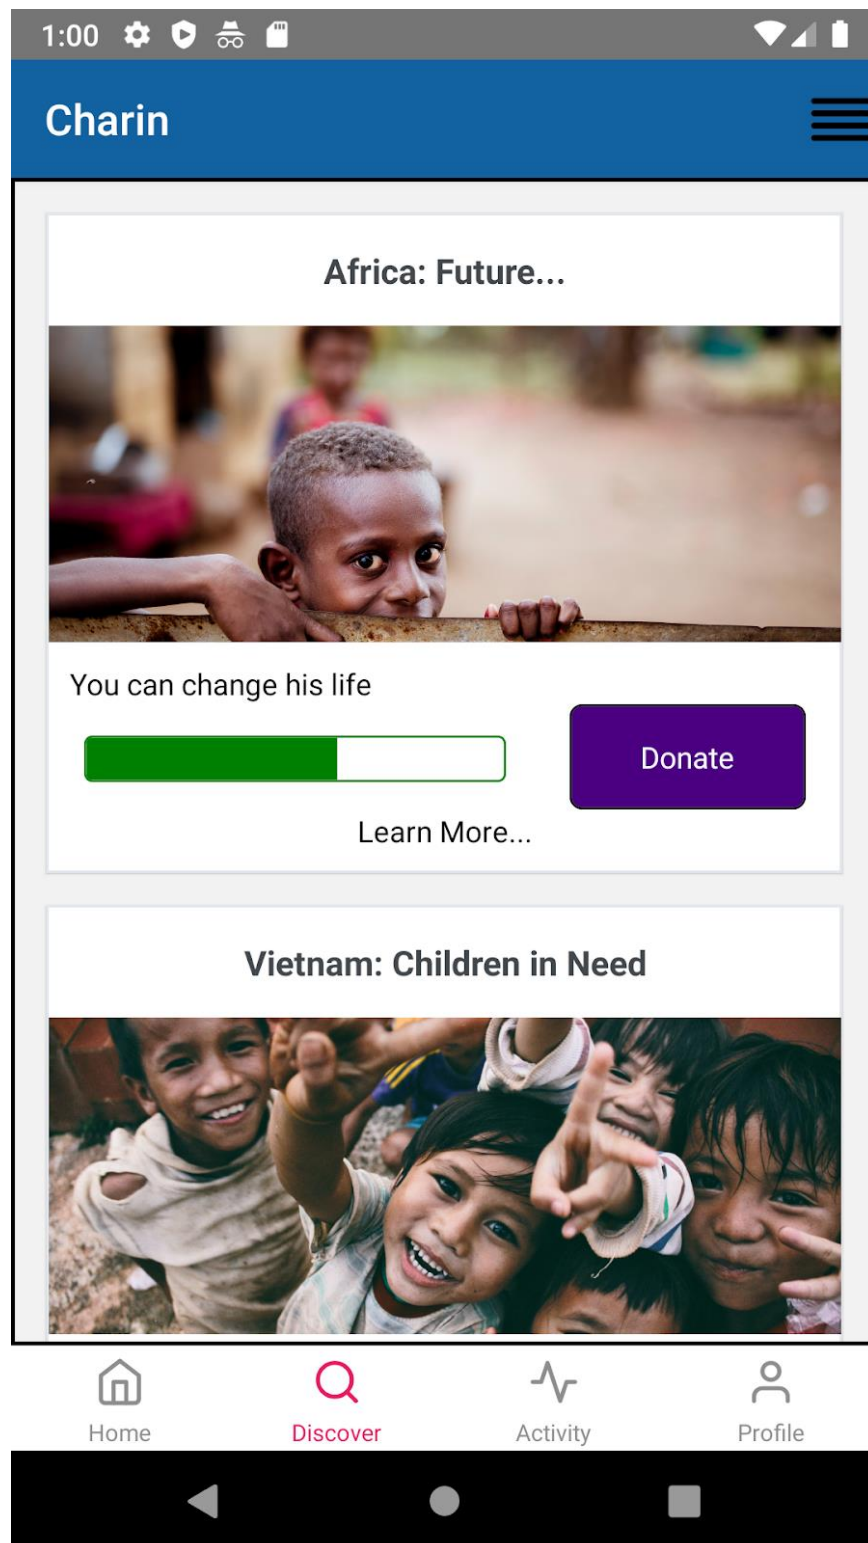 1:00
Charin
Africa: Future...
You can change his life
Donate
Learn More...
Vietnam: Children in Need
Home
Discover
Activity
Profile